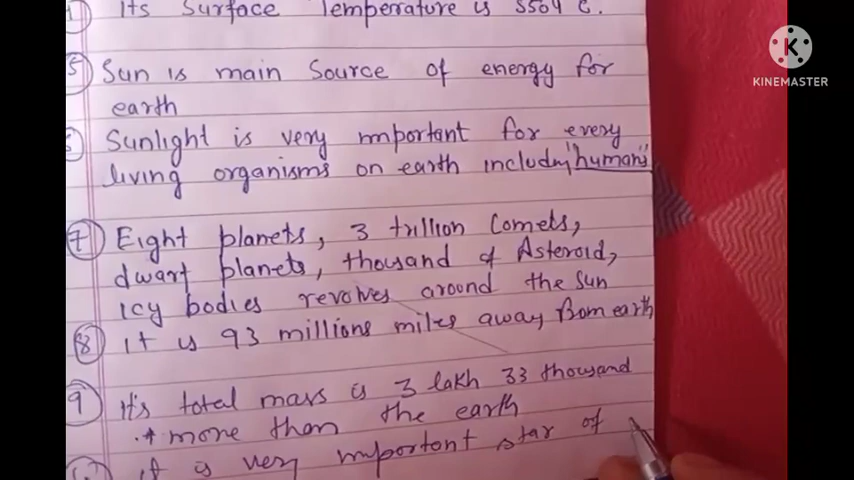 Its Surface Temperature is 5504°C.
5 Sun is main Source of energy for
earth
6 Sunlight is very important for every
living organisms on earth including "humans"
7 Eight planets, 3 trillion Comets,
dwarf planets, thousand of Asteroid,
icy bodies revolves around the Sun
8 it is 93 millions miles away from earth
9 It's total mass is 3 lakh 33 thousand
more than the earth
it is very important star of
KINEMASTER